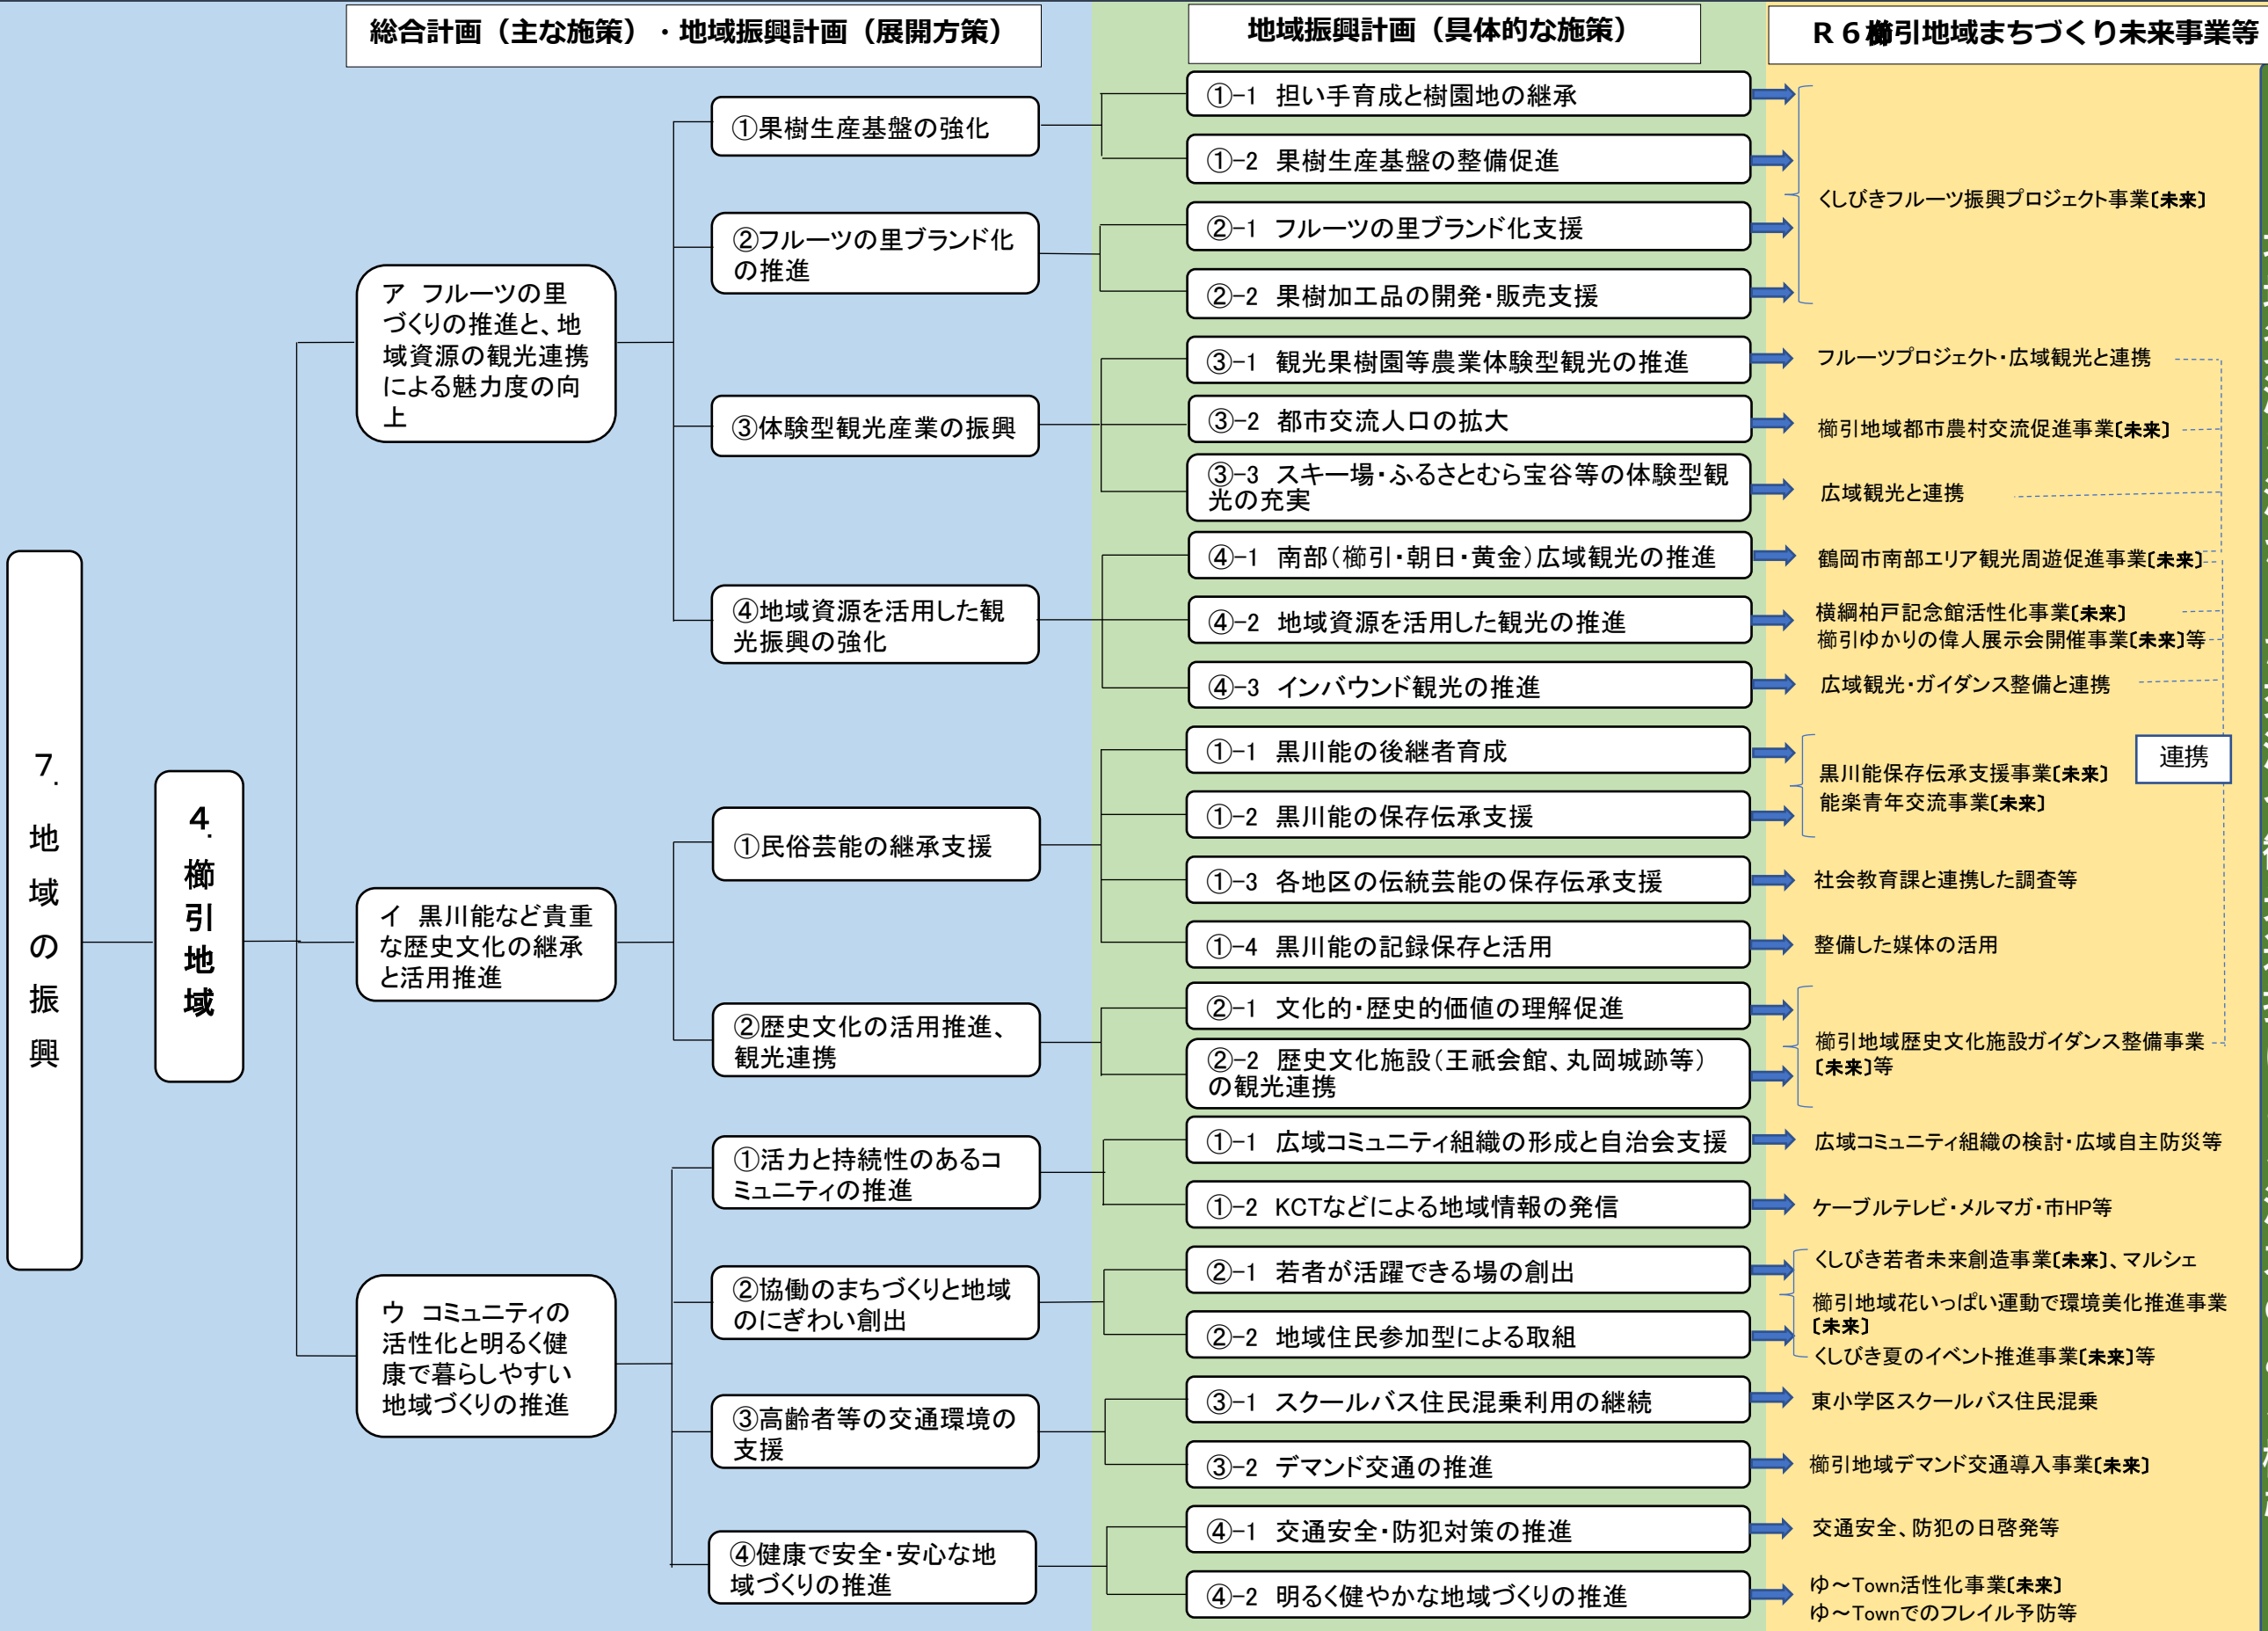 総合計画（主な施策）・地域振興計画（展開方策）
地域振興計画（具体的な施策）
Ｒ６櫛引地域まちづくり未来事業等
７．地域の振興
４．櫛引地域
ア　フルーツの里
づくりの推進と、地
域資源の観光連携
による魅力度の向
上
①果樹生産基盤の強化
①-1　担い手育成と樹園地の継承
①-2　果樹生産基盤の整備促進
②フルーツの里ブランド化
の推進
②-1　フルーツの里ブランド化支援
②-2　果樹加工品の開発・販売支援
くしびきフルーツ振興プロジェクト事業〔未来〕
③体験型観光産業の振興
③-1　観光果樹園等農業体験型観光の推進
フルーツプロジェクト・広域観光と連携
③-2　都市交流人口の拡大
櫛引地域都市農村交流促進事業〔未来〕
③-3　スキー場・ふるさとむら宝谷等の体験型観
光の充実
広域観光と連携
④地域資源を活用した観
光振興の強化
④-1　南部（櫛引・朝日・黄金）広域観光の推進
鶴岡市南部エリア観光周遊促進事業〔未来〕
④-2　地域資源を活用した観光の推進
横綱柏戸記念館活性化事業〔未来〕
櫛引ゆかりの偉人展示会開催事業〔未来〕等
④-3　インバウンド観光の推進
広域観光・ガイダンス整備と連携
連携
イ　黒川能など貴重
な歴史文化の継承
と活用推進
①民俗芸能の継承支援
①-1　黒川能の後継者育成
①-2　黒川能の保存伝承支援
黒川能保存伝承支援事業〔未来〕
能楽青年交流事業〔未来〕
①-3　各地区の伝統芸能の保存伝承支援
社会教育課と連携した調査等
①-4　黒川能の記録保存と活用
整備した媒体の活用
②歴史文化の活用推進、
観光連携
②-1　文化的・歴史的価値の理解促進
②-2　歴史文化施設（王祇会館、丸岡城跡等）
の観光連携
櫛引地域歴史文化施設ガイダンス整備事業
〔未来〕等
ウ　コミュニティの
活性化と明るく健
康で暮らしやすい
地域づくりの推進
①活力と持続性のあるコ
ミュニティの推進
①-1　広域コミュニティ組織の形成と自治会支援
広域コミュニティ組織の検討・広域自主防災等
①-2　KCTなどによる地域情報の発信
ケーブルテレビ・メルマガ・市HP等
②協働のまちづくりと地域
のにぎわい創出
②-1　若者が活躍できる場の創出
②-2　地域住民参加型による取組
くしびき若者未来創造事業〔未来〕、マルシェ
櫛引地域花いっぱい運動で環境美化推進事業
〔未来〕
くしびき夏のイベント推進事業〔未来〕等
③高齢者等の交通環境の
支援
③-1　スクールバス住民混乗利用の継続
東小学区スクールバス住民混乗
③-2　デマンド交通の推進
櫛引地域デマンド交通導入事業〔未来〕
④健康で安全・安心な地
域づくりの推進
④-1　交通安全・防犯対策の推進
交通安全、防犯の日啓発等
④-2　明るく健やかな地域づくりの推進
ゆ～Town活性化事業〔未来〕
ゆ～Townでのフレイル予防等